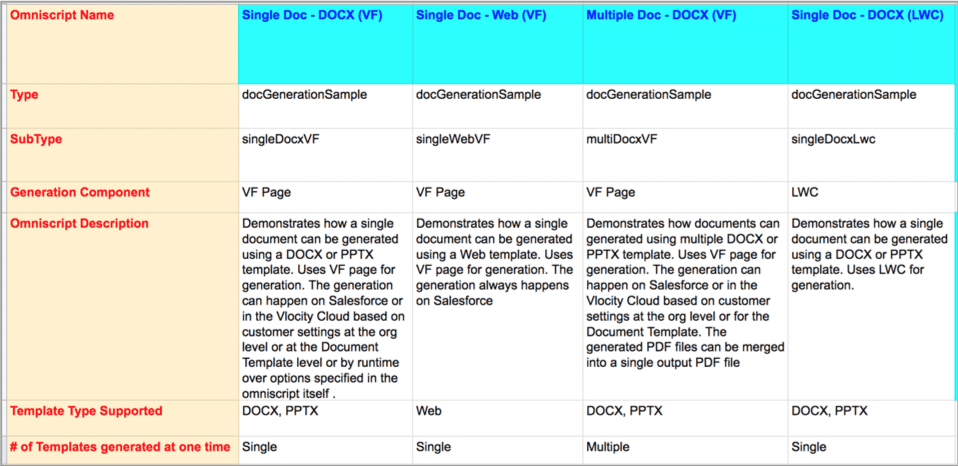 Omniscript Name
Single Doc - DOCX (VF)
Single Doc - Web (VF)
Multiple Doc - DOCX (VF)
Single Doc - DOCX (LWC)
Type
docGenerationSample
docGenerationSample
docGenerationSample
docGenerationSample
SubType
singleDocxVF
singleWebVF
multiDocxVF
singleDocxLwc
Generation Component
VF Page
VF Page
VF Page
LWC
Omniscript Description
Demonstrates how a single
document can be generated
using a DOCX or PPTX
template. Uses VF page for
generation. The generation
can happen on Salesforce or
in the Vlocity Cloud based on
customer settings at the org
level or at the Document
Template level or by runtime
over options specified in the
omniscript itself .
Demonstrates how a single
document can be generated
using a Web template. Uses
VF page for generation. The
generation always happens
on Salesforce
Demonstrates how documents can
generated using multiple DOCX or
PPTX template. Uses VF page for
generation. The generation can
happen on Salesforce or in the
Vlocity Cloud based on customer
settings at the org level or for the
Document Template. The
generated PDF files can be merged
into a single output PDF file
Demonstrates how a single
document can be generated
using a DOCX or PPTX
template. Uses LWC for
generation.
Template Type Supported
DOCX, PPTX
Web
DOCX, PPTX
DOCX, PPTX
# of Templates generated at one time
Single
Single
Multiple
Single